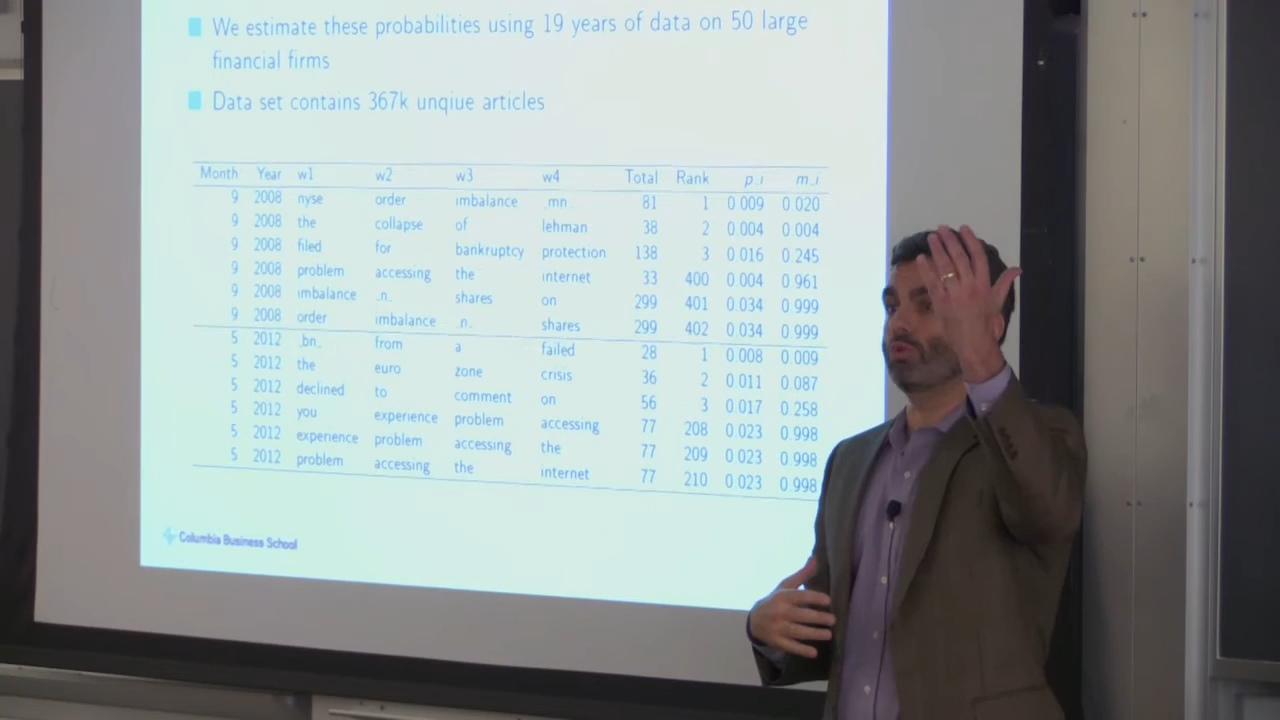 We estimate these probabilities using 19 years of data on 50 large
financial firms
Data set contains 367k unqiue articles
Month Year w1 w2 w3 w4 Total Rank p_i m_i
9 2008 nyse order imbalance _mn_ 81 1 0.009 0.020
9 2008 the collapse of lehman 38 2 0.004 0.004
9 2008 filed for bankruptcy protection 138 3 0.016 0.245
9 2008 problem accessing the internet 33 400 0.004 0.961
9 2008 imbalance _n_ shares on 299 401 0.034 0.999
9 2008 order imbalance _n_ shares 299 402 0.034 0.999
5 2012 _bn_ from a failed 28 1 0.008 0.009
5 2012 the euro zone crisis 36 2 0.011 0.087
5 2012 declined to comment on 56 3 0.017 0.258
5 2012 you experience problem accessing 77 208 0.023 0.998
5 2012 experience problem accessing the 77 209 0.023 0.998
5 2012 problem accessing the internet 77 210 0.023 0.998
Columbia Business School